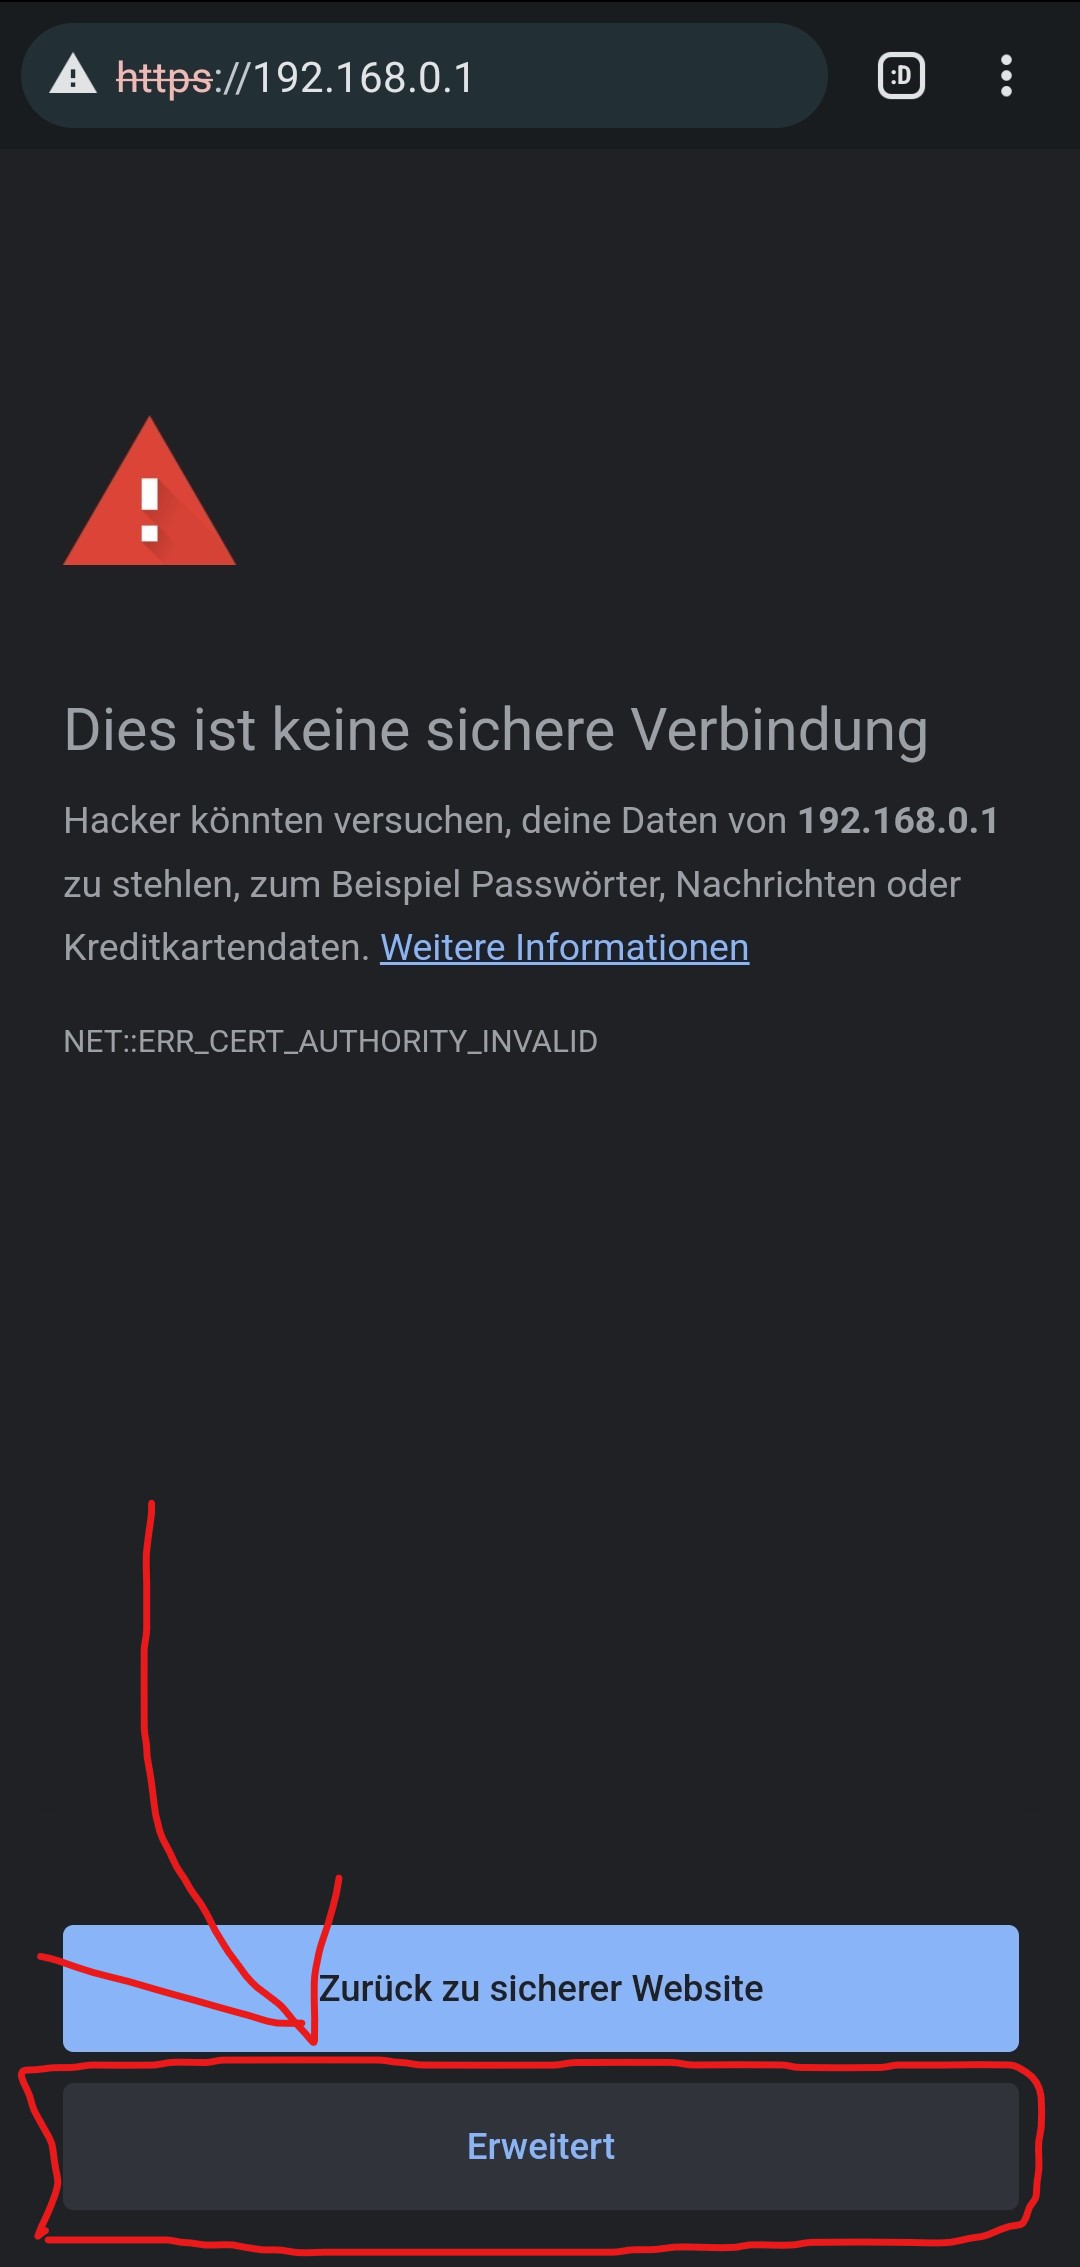 https://192.168.0.1
:D
Dies ist keine sichere Verbindung
Hacker könnten versuchen, deine Daten von 192.168.0.1
zu stehlen, zum Beispiel Passwörter, Nachrichten oder
Kreditkartendaten. Weitere Informationen
NET::ERR_CERT_AUTHORITY_INVALID
Zurück zu sicherer Website
Erweitert